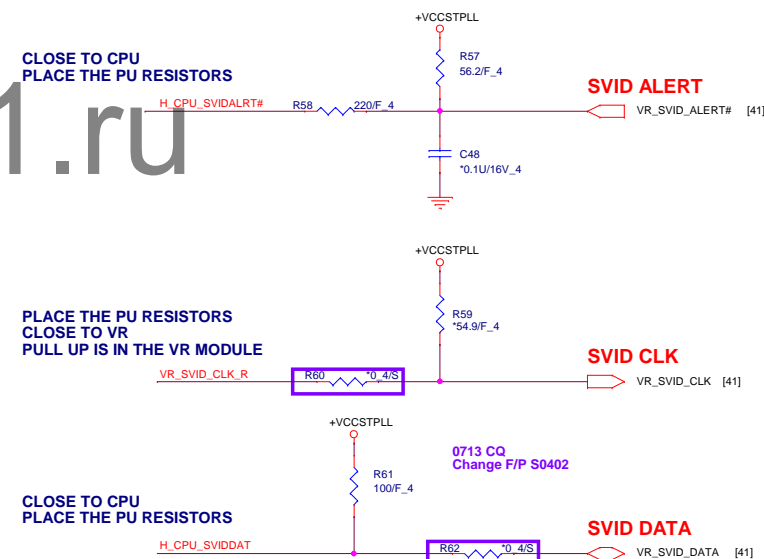 +VCCSTPLL
CLOSE TO CPU
PLACE THE PU RESISTORS
R57
56.2/F_4
SVID ALERT
H_CPU_SVIDALRT#
R58
220/F_4
VR_SVID_ALERT# [41]
1.ru
C48
*0.1U/16V_4
+VCCSTPLL
PLACE THE PU RESISTORS
CLOSE TO VR
PULL UP IS IN THE VR MODULE
R59
*54.9/F_4
SVID CLK
VR_SVID_CLK_R
R60
*0_4/S
VR_SVID_CLK [41]
+VCCSTPLL
0713 CQ
Change F/P S0402
R61
100/F_4
CLOSE TO CPU
PLACE THE PU RESISTORS
SVID DATA
H_CPU_SVIDDAT
R62
*0_4/S
VR_SVID_DATA [41]